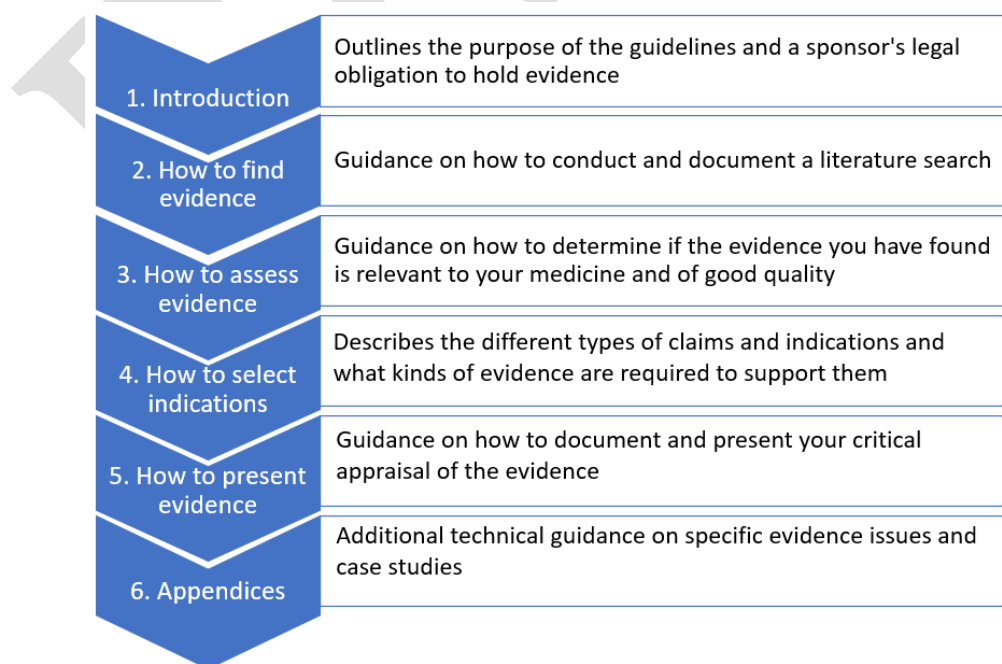 Outlines the purpose of the guidelines and a sponsor's legal
obligation to hold evidence
1. Introduction
Guidance on how to conduct and document a literature search
2. How to find
evidence
Guidance on how to determine if the evidence you have found
is relevant to your medicine and of good quality
3. How to assess
evidence
Describes the different types of claims and indications and
what kinds of evidence are required to support them
4. How to select
indications
Guidance on how to document and present your critical
appraisal of the evidence
5. How to present
evidence
Additional technical guidance on specific evidence issues and
case studies
6. Appendices